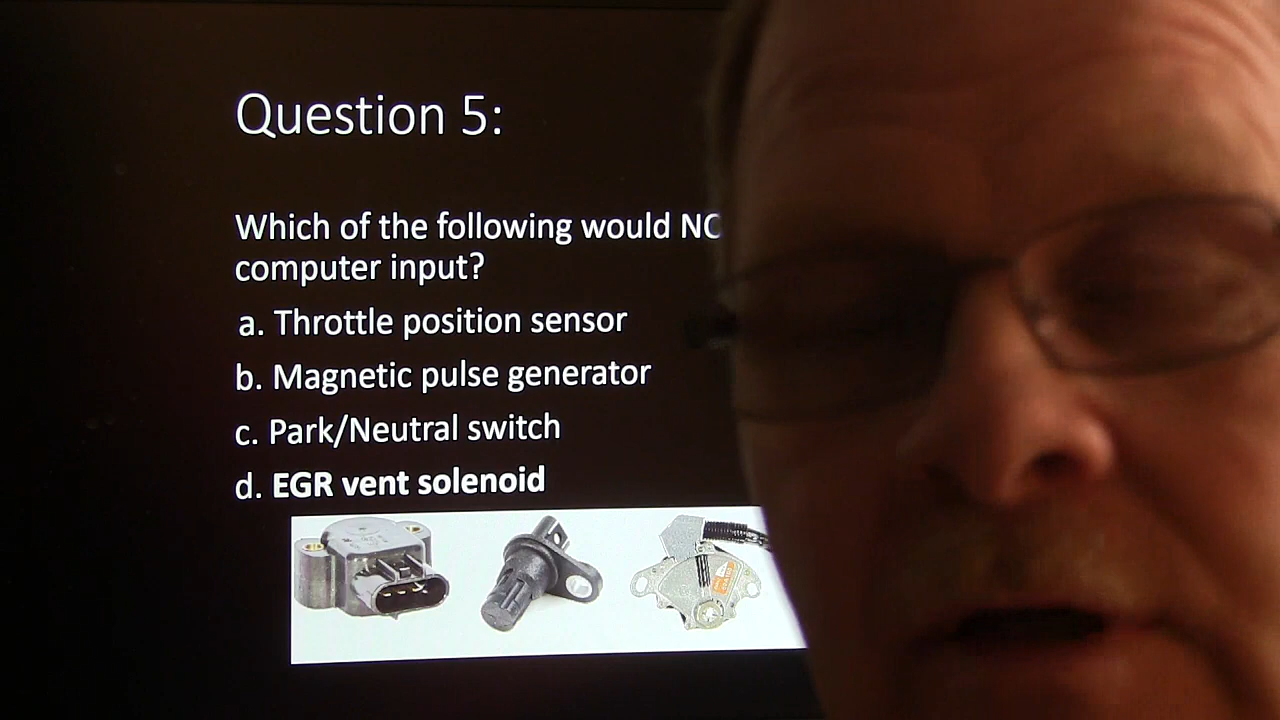 Question 5:
Which of the following would
computer input?
a. Throttle position sensor
b. Magnetic pulse generator
c. Park/Neutral switch
d. EGR vent solenoid